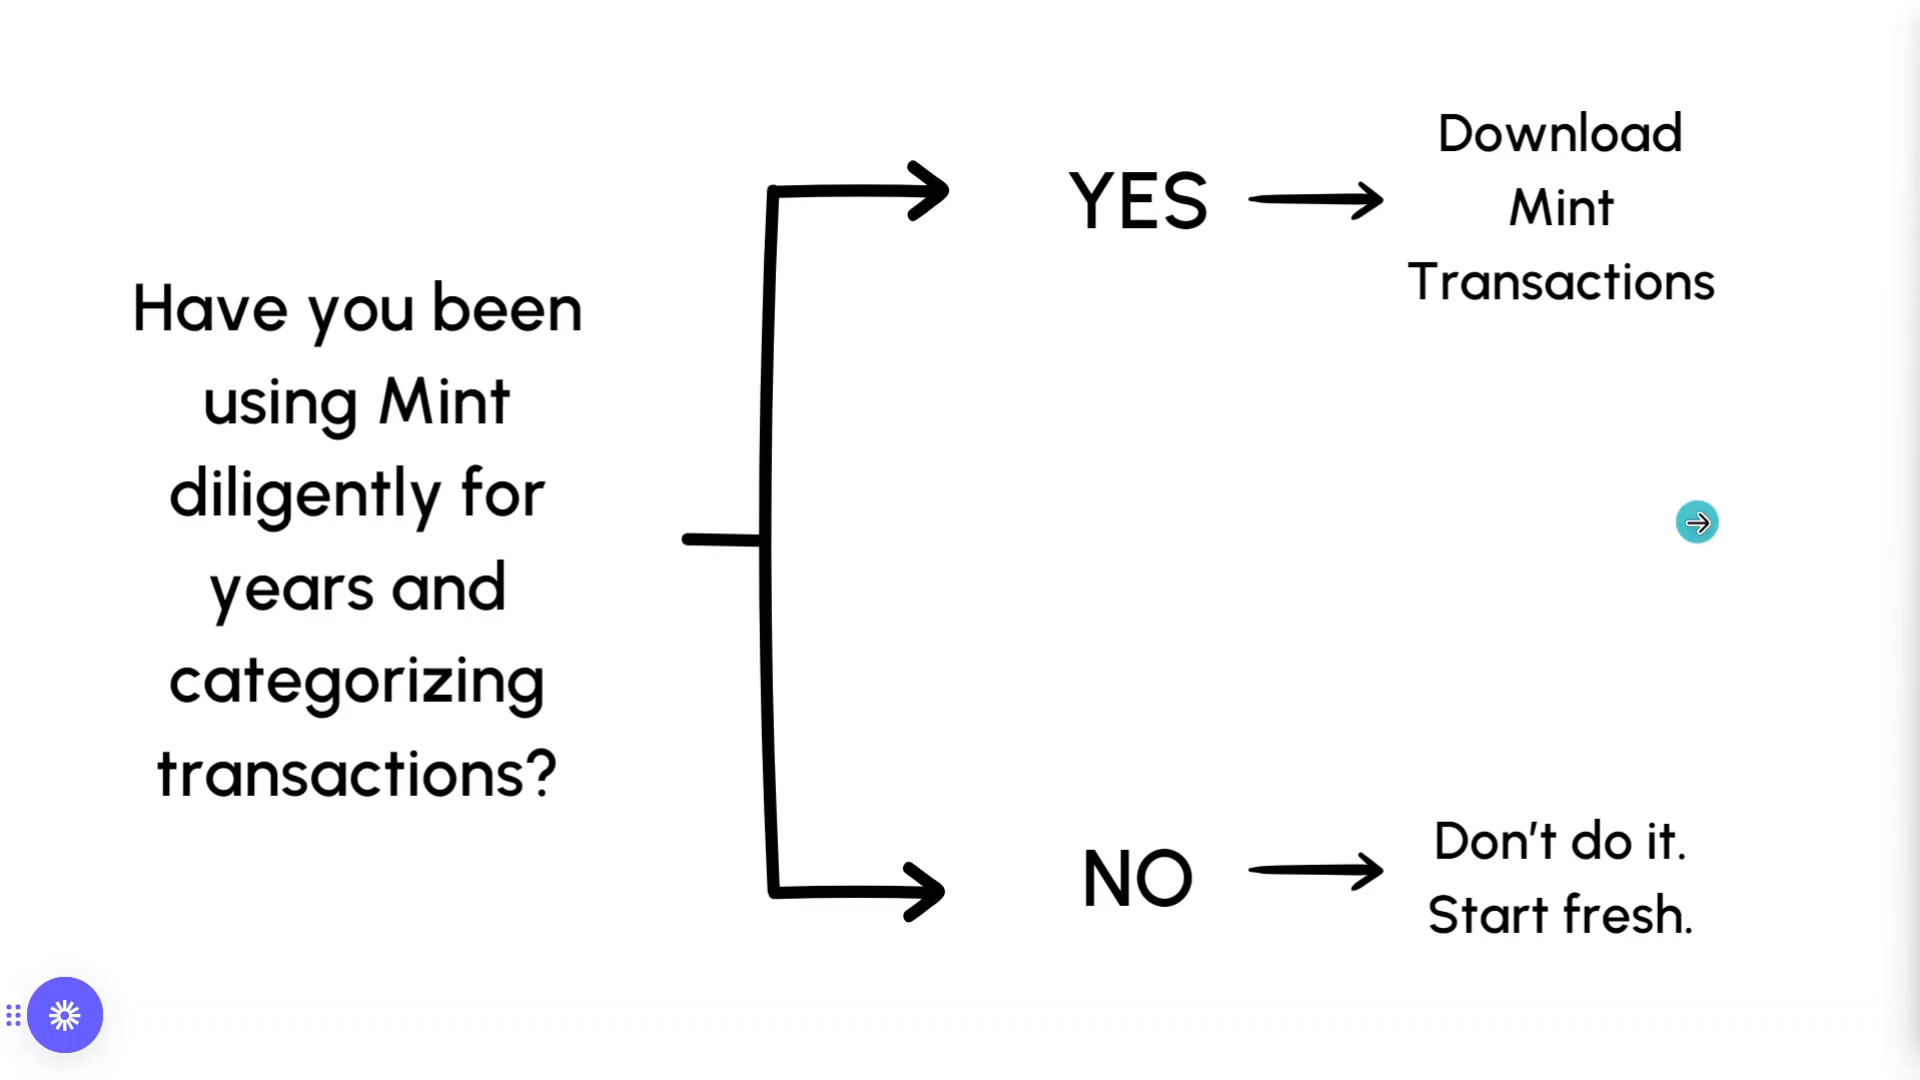 Have you been
using Mint
diligently for
years and
categorizing
transactions?
YES
Download
Mint
Transactions
NO
Don't do it.
Start fresh.